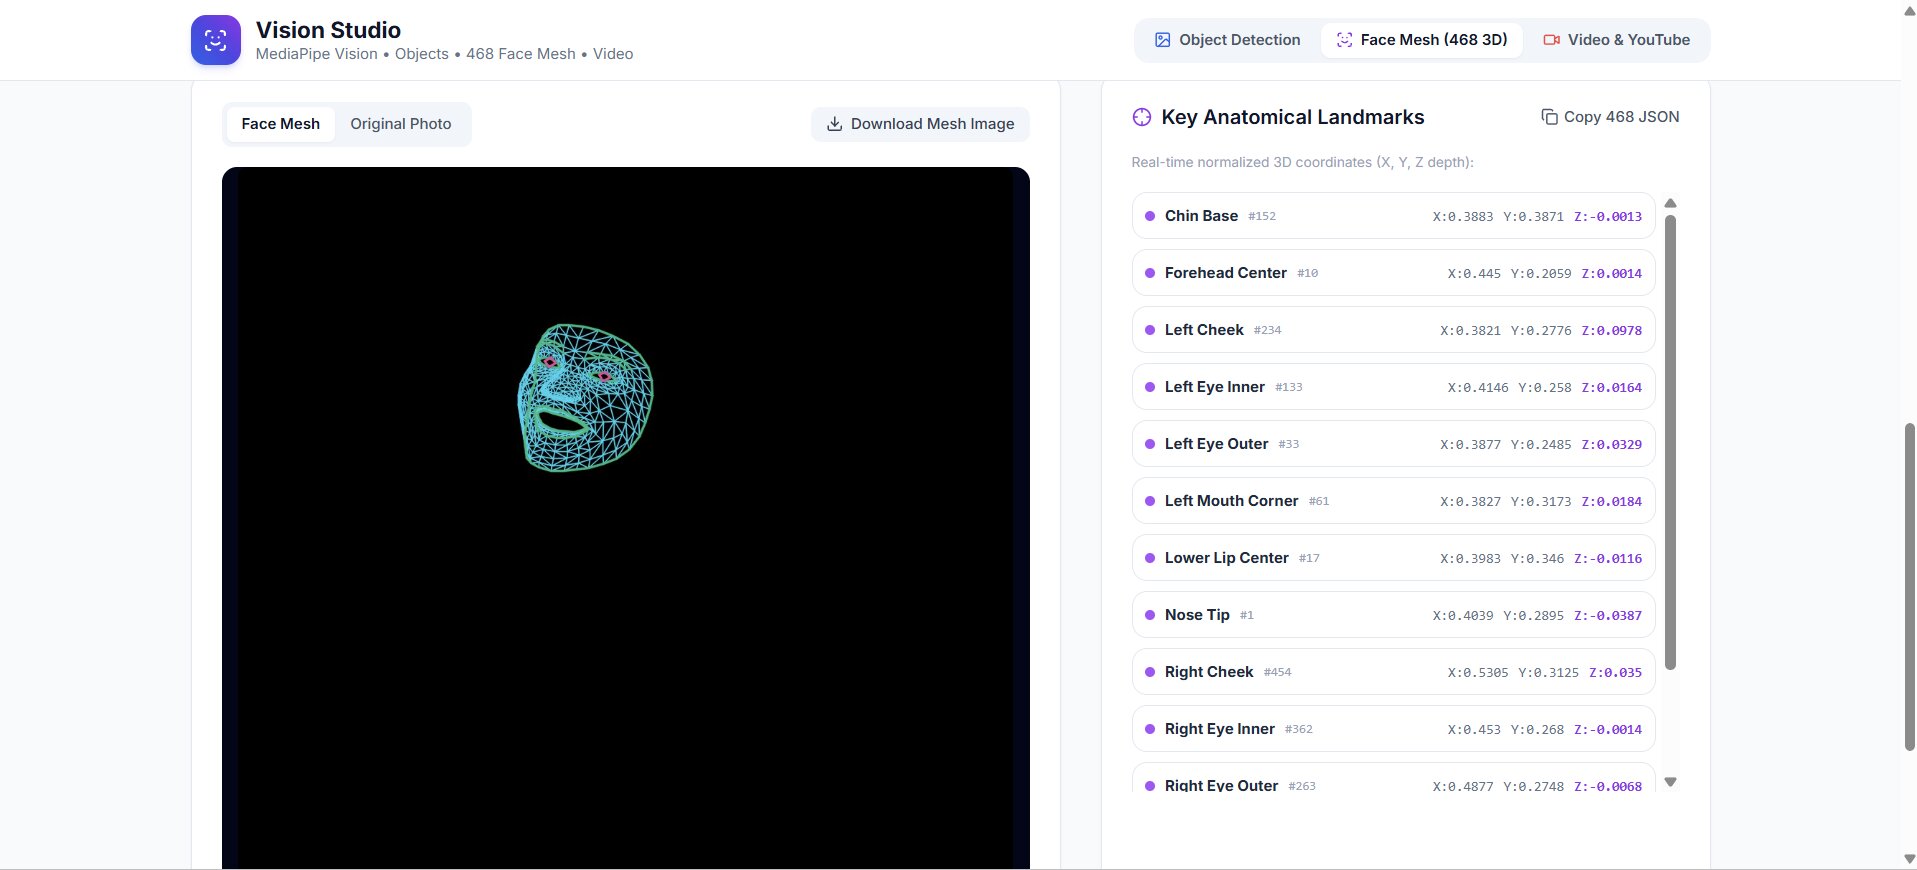 Vision Studio
MediaPipe Vision • Objects • 468 Face Mesh • Video
Object Detection
Face Mesh (468 3D)
Video & YouTube
Face Mesh
Original Photo
Download Mesh Image
Key Anatomical Landmarks
Copy 468 JSON
Real-time normalized 3D coordinates (X, Y, Z depth):
Chin Base #152 X:0.3883 Y:0.3871 Z:-0.0013
Forehead Center #10 X:0.445 Y:0.2059 Z:0.0014
Left Cheek #234 X:0.3821 Y:0.2776 Z:0.0978
Left Eye Inner #133 X:0.4146 Y:0.258 Z:0.0164
Left Eye Outer #33 X:0.3877 Y:0.2485 Z:0.0329
Left Mouth Corner #61 X:0.3827 Y:0.3173 Z:0.0184
Lower Lip Center #17 X:0.3983 Y:0.346 Z:-0.0116
Nose Tip #1 X:0.4039 Y:0.2895 Z:-0.0387
Right Cheek #454 X:0.5305 Y:0.3125 Z:0.035
Right Eye Inner #362 X:0.453 Y:0.268 Z:-0.0014
Right Eye Outer #263 X:0.4877 Y:0.2748 Z:-0.0068